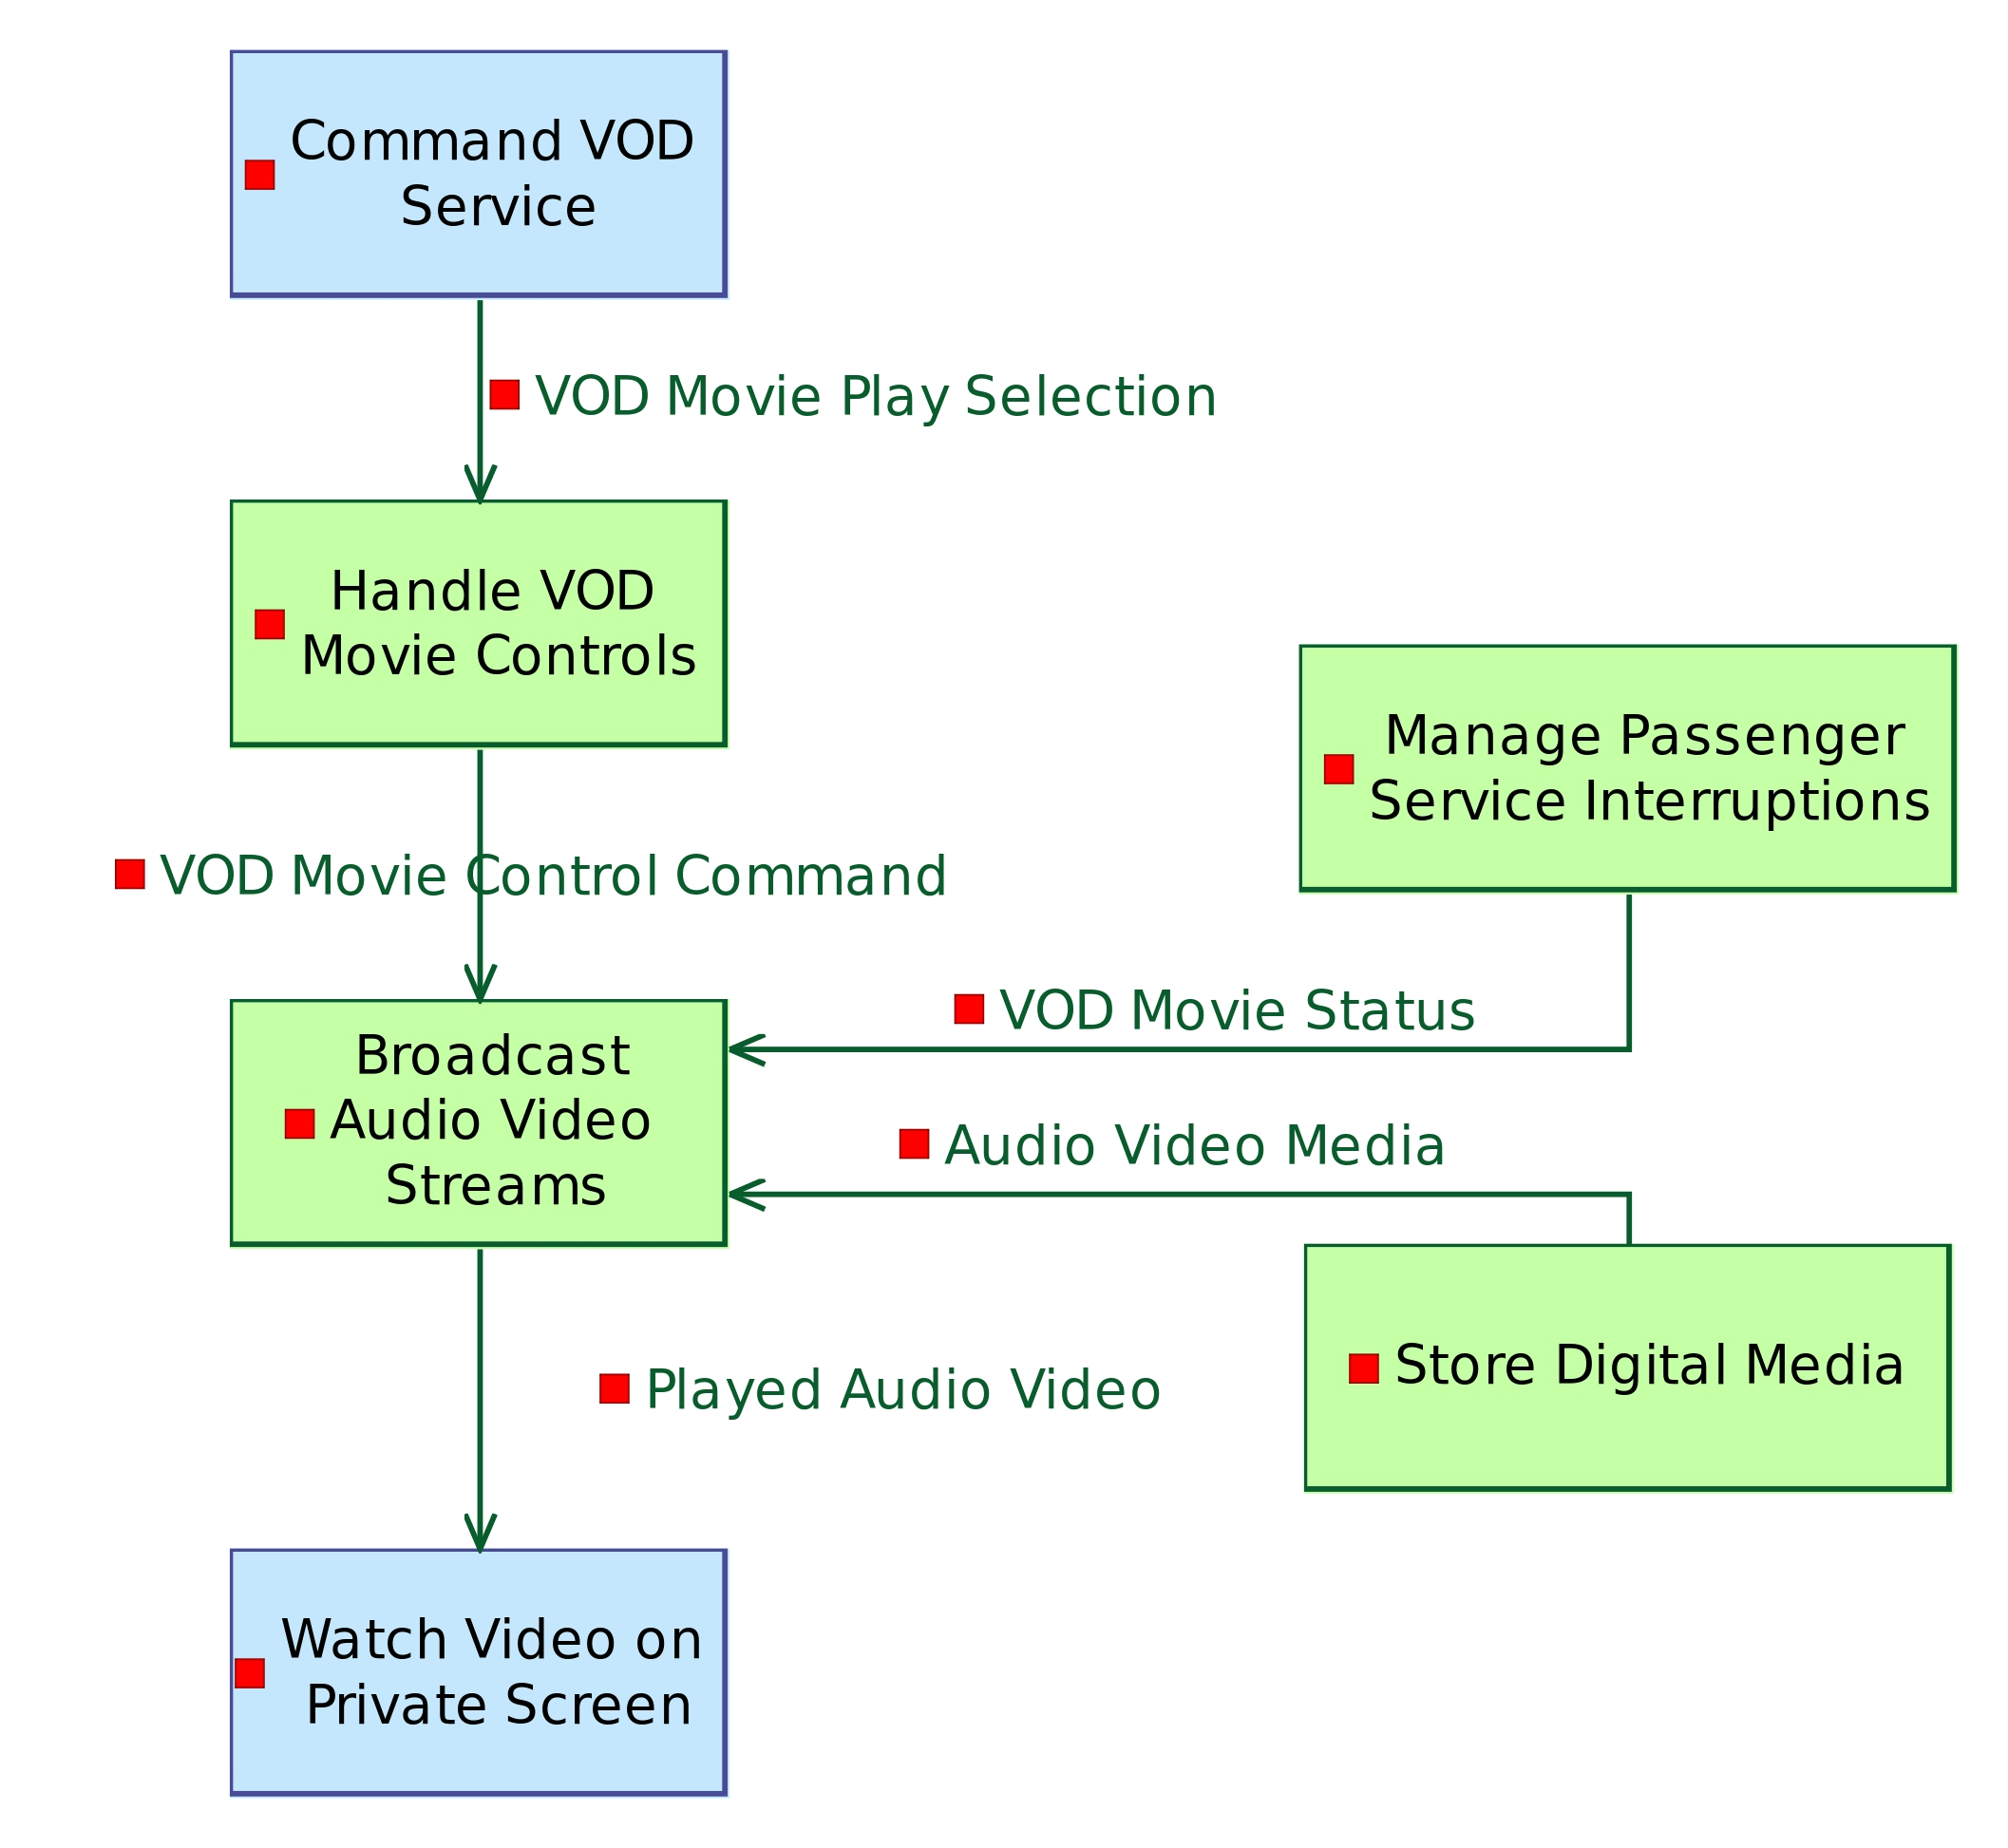 Command VOD
Service
VOD Movie Play Selection
Handle VOD
Movie Controls
Manage Passenger
Service Interruptions
VOD Movie Control Command
VOD Movie Status
Broadcast
Audio Video
Streams
Audio Video Media
Store Digital Media
Played Audio Video
Watch Video on
Private Screen